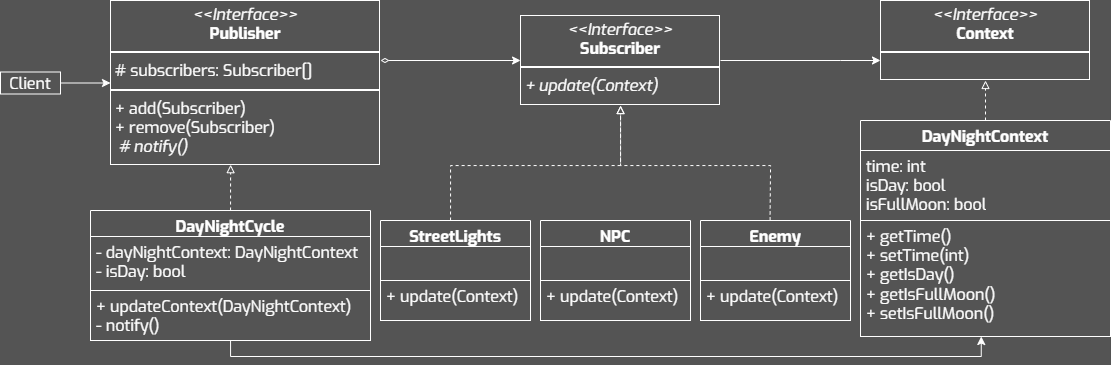 Client
<<Interface>>
Publisher
# subscribers: Subscriber[]
+ add(Subscriber)
+ remove(Subscriber)
# notify()
<<Interface>>
Subscriber
+ update(Context)
<<Interface>>
Context
DayNightContext
time: int
isDay: bool
isFullMoon: bool
+ getTime()
+ setTime(int)
+ getIsDay()
+ getIsFullMoon()
+ setIsFullMoon()
DayNightCycle
- dayNightContext: DayNightContext
- isDay: bool
+ updateContext(DayNightContext)
- notify()
StreetLights
+ update(Context)
NPC
+ update(Context)
Enemy
+ update(Context)